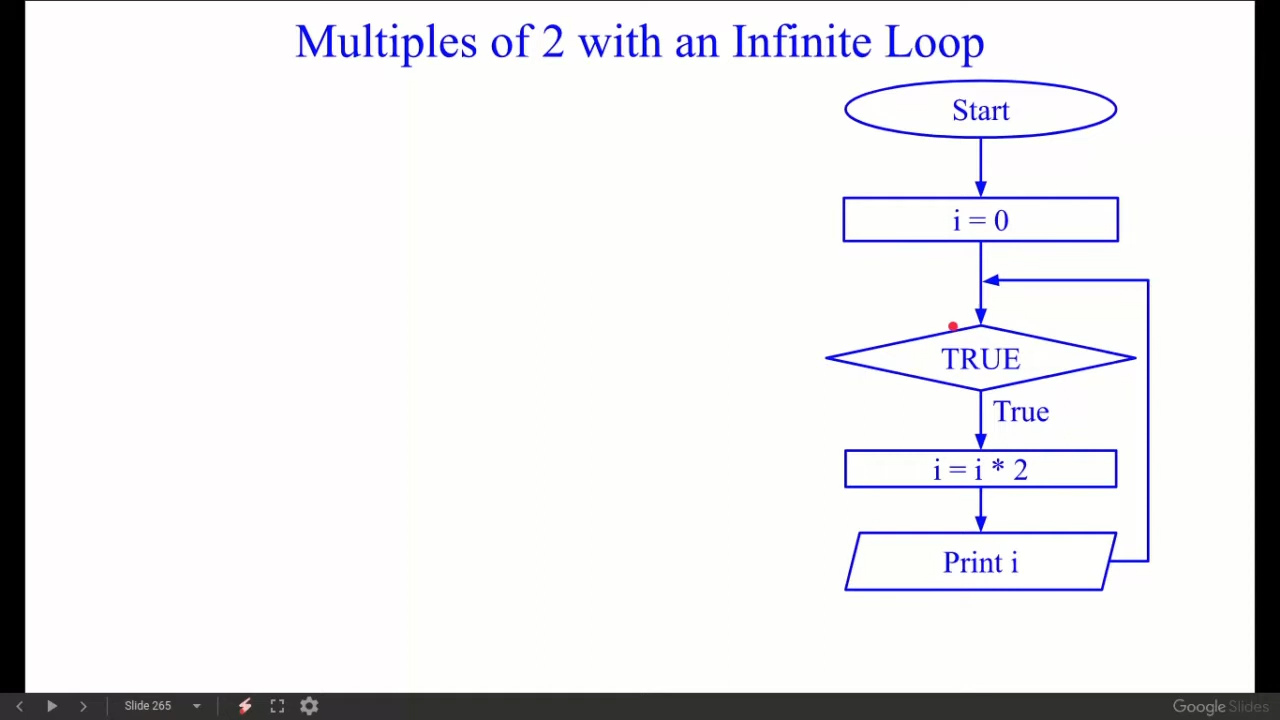 Multiples of 2 with an Infinite Loop
Start
i = 0
TRUE
True
i = i * 2
Print i
Slide 265
Google Slides